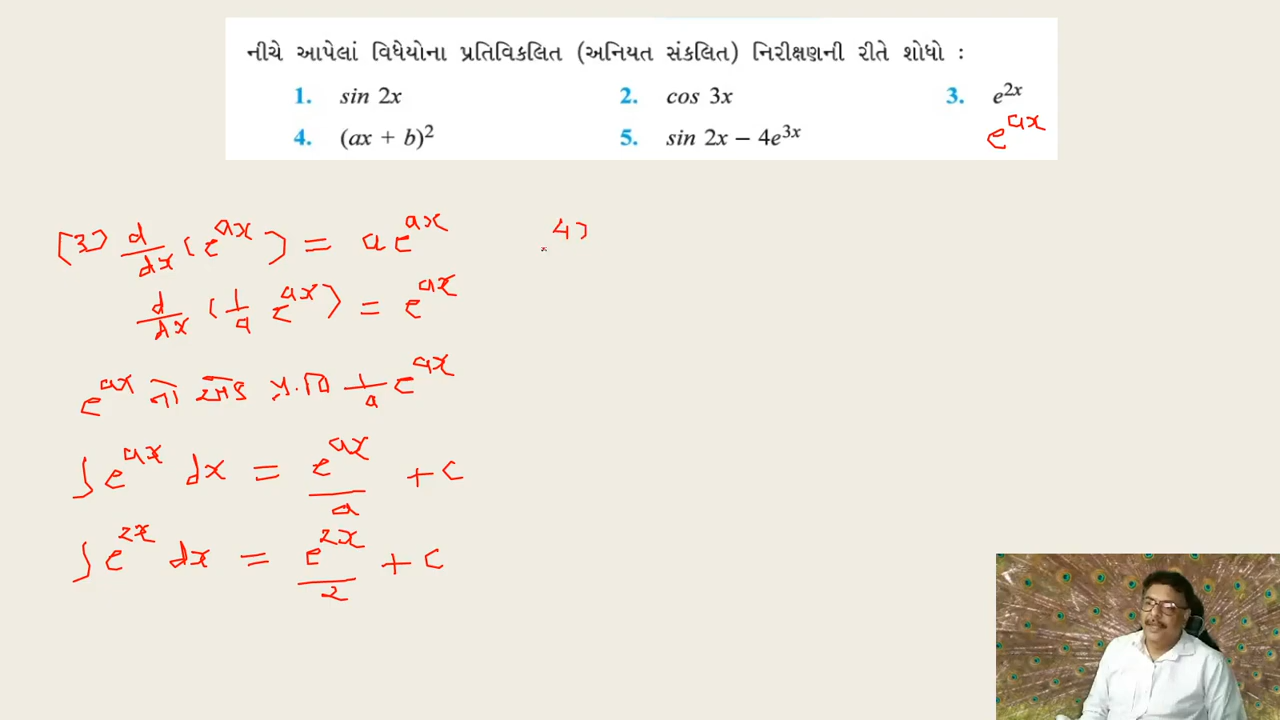 નીચે આપેલાં વિધેયોના પ્રતિવિકલિત (અનિયત સંકલિત) નિરીક્ષણની રીતે શોધો :
1. sin 2x 2. cos 3x 3. e^{2x}
e^{ax}
4. (ax + b)^2 5. sin 2x – 4e^{3x}
(3) d/dx (e^{ax}) = a e^{ax}
4)
d/dx (1/a e^{ax}) = e^{ax}
e^{ax} નો એક પ્ર.વિ 1/a e^{ax}
∫ e^{ax} dx = e^{ax}/a + c
∫ e^{2x} dx = e^{2x}/2 + c